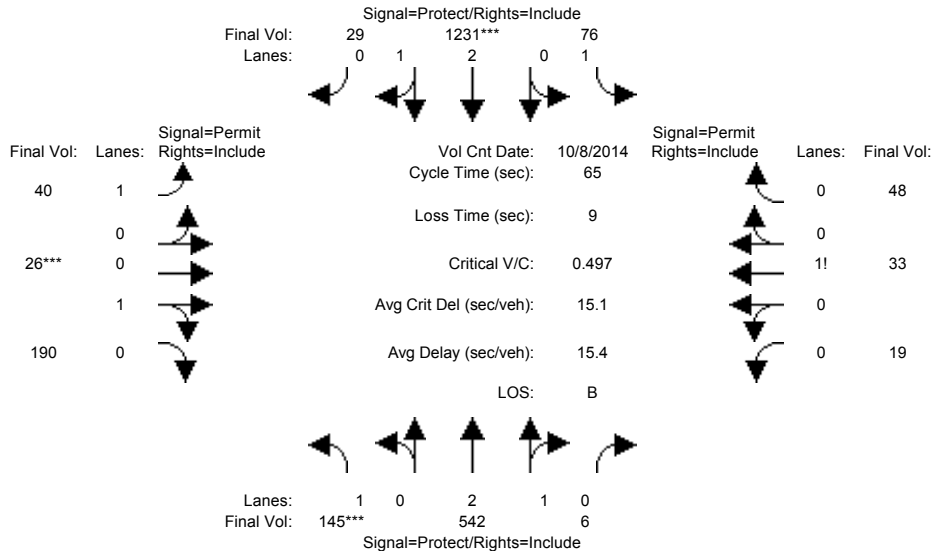 Signal=Protect/Rights=Include
Final Vol: 29 1231*** 76
Lanes: 0 1 2 0 1
Signal=Permit Signal=Permit
Final Vol: Lanes: Rights=Include Vol Cnt Date: 10/8/2014 Rights=Include Lanes: Final Vol:
Cycle Time (sec): 65
40 1 0 48
Loss Time (sec): 9
0 0
26*** 0 Critical V/C: 0.497 1! 33
1 Avg Crit Del (sec/veh): 15.1 0
190 0 Avg Delay (sec/veh): 15.4 0 19
LOS: B
Lanes: 1 0 2 1 0
Final Vol: 145*** 542 6
Signal=Protect/Rights=Include